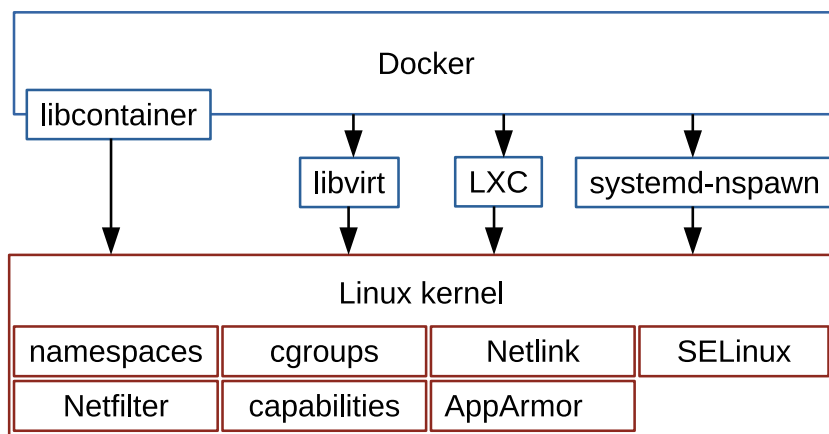 Docker
libcontainer
libvirt
LXC
systemd-nspawn
Linux kernel
namespaces
cgroups
Netlink
SELinux
Netfilter
capabilities
AppArmor